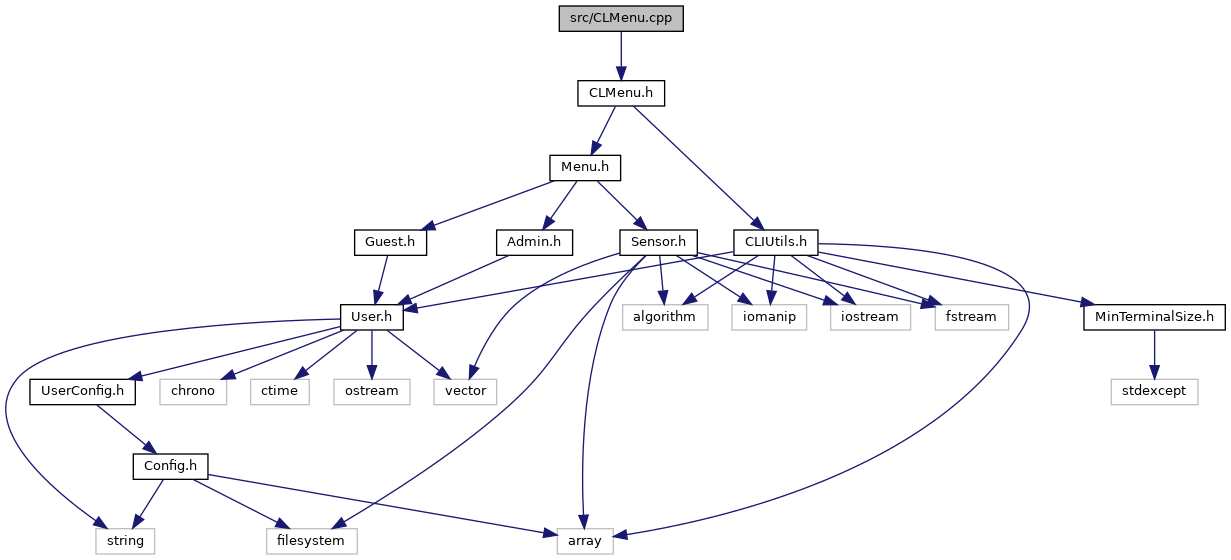 src/CLMenu.cpp
CLMenu.h
Menu.h
Guest.h
Admin.h
Sensor.h
CLIUtils.h
User.h
algorithm
iomanip
iostream
fstream
MinTerminalSize.h
UserConfig.h
chrono
ctime
ostream
vector
stdexcept
Config.h
string
filesystem
array